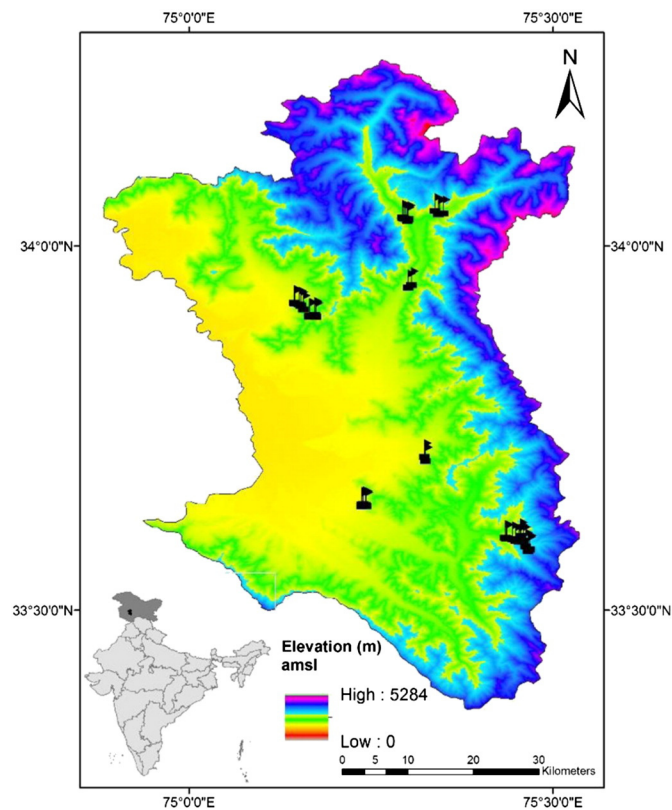 75°0'0"E 75°30'0"E
N
34°0'0"N 34°0'0"N
33°30'0"N 33°30'0"N
Elevation (m)
amsl
High : 5284
Low : 0
0 5 10 20 30
Kilometers
75°0'0"E 75°30'0"E